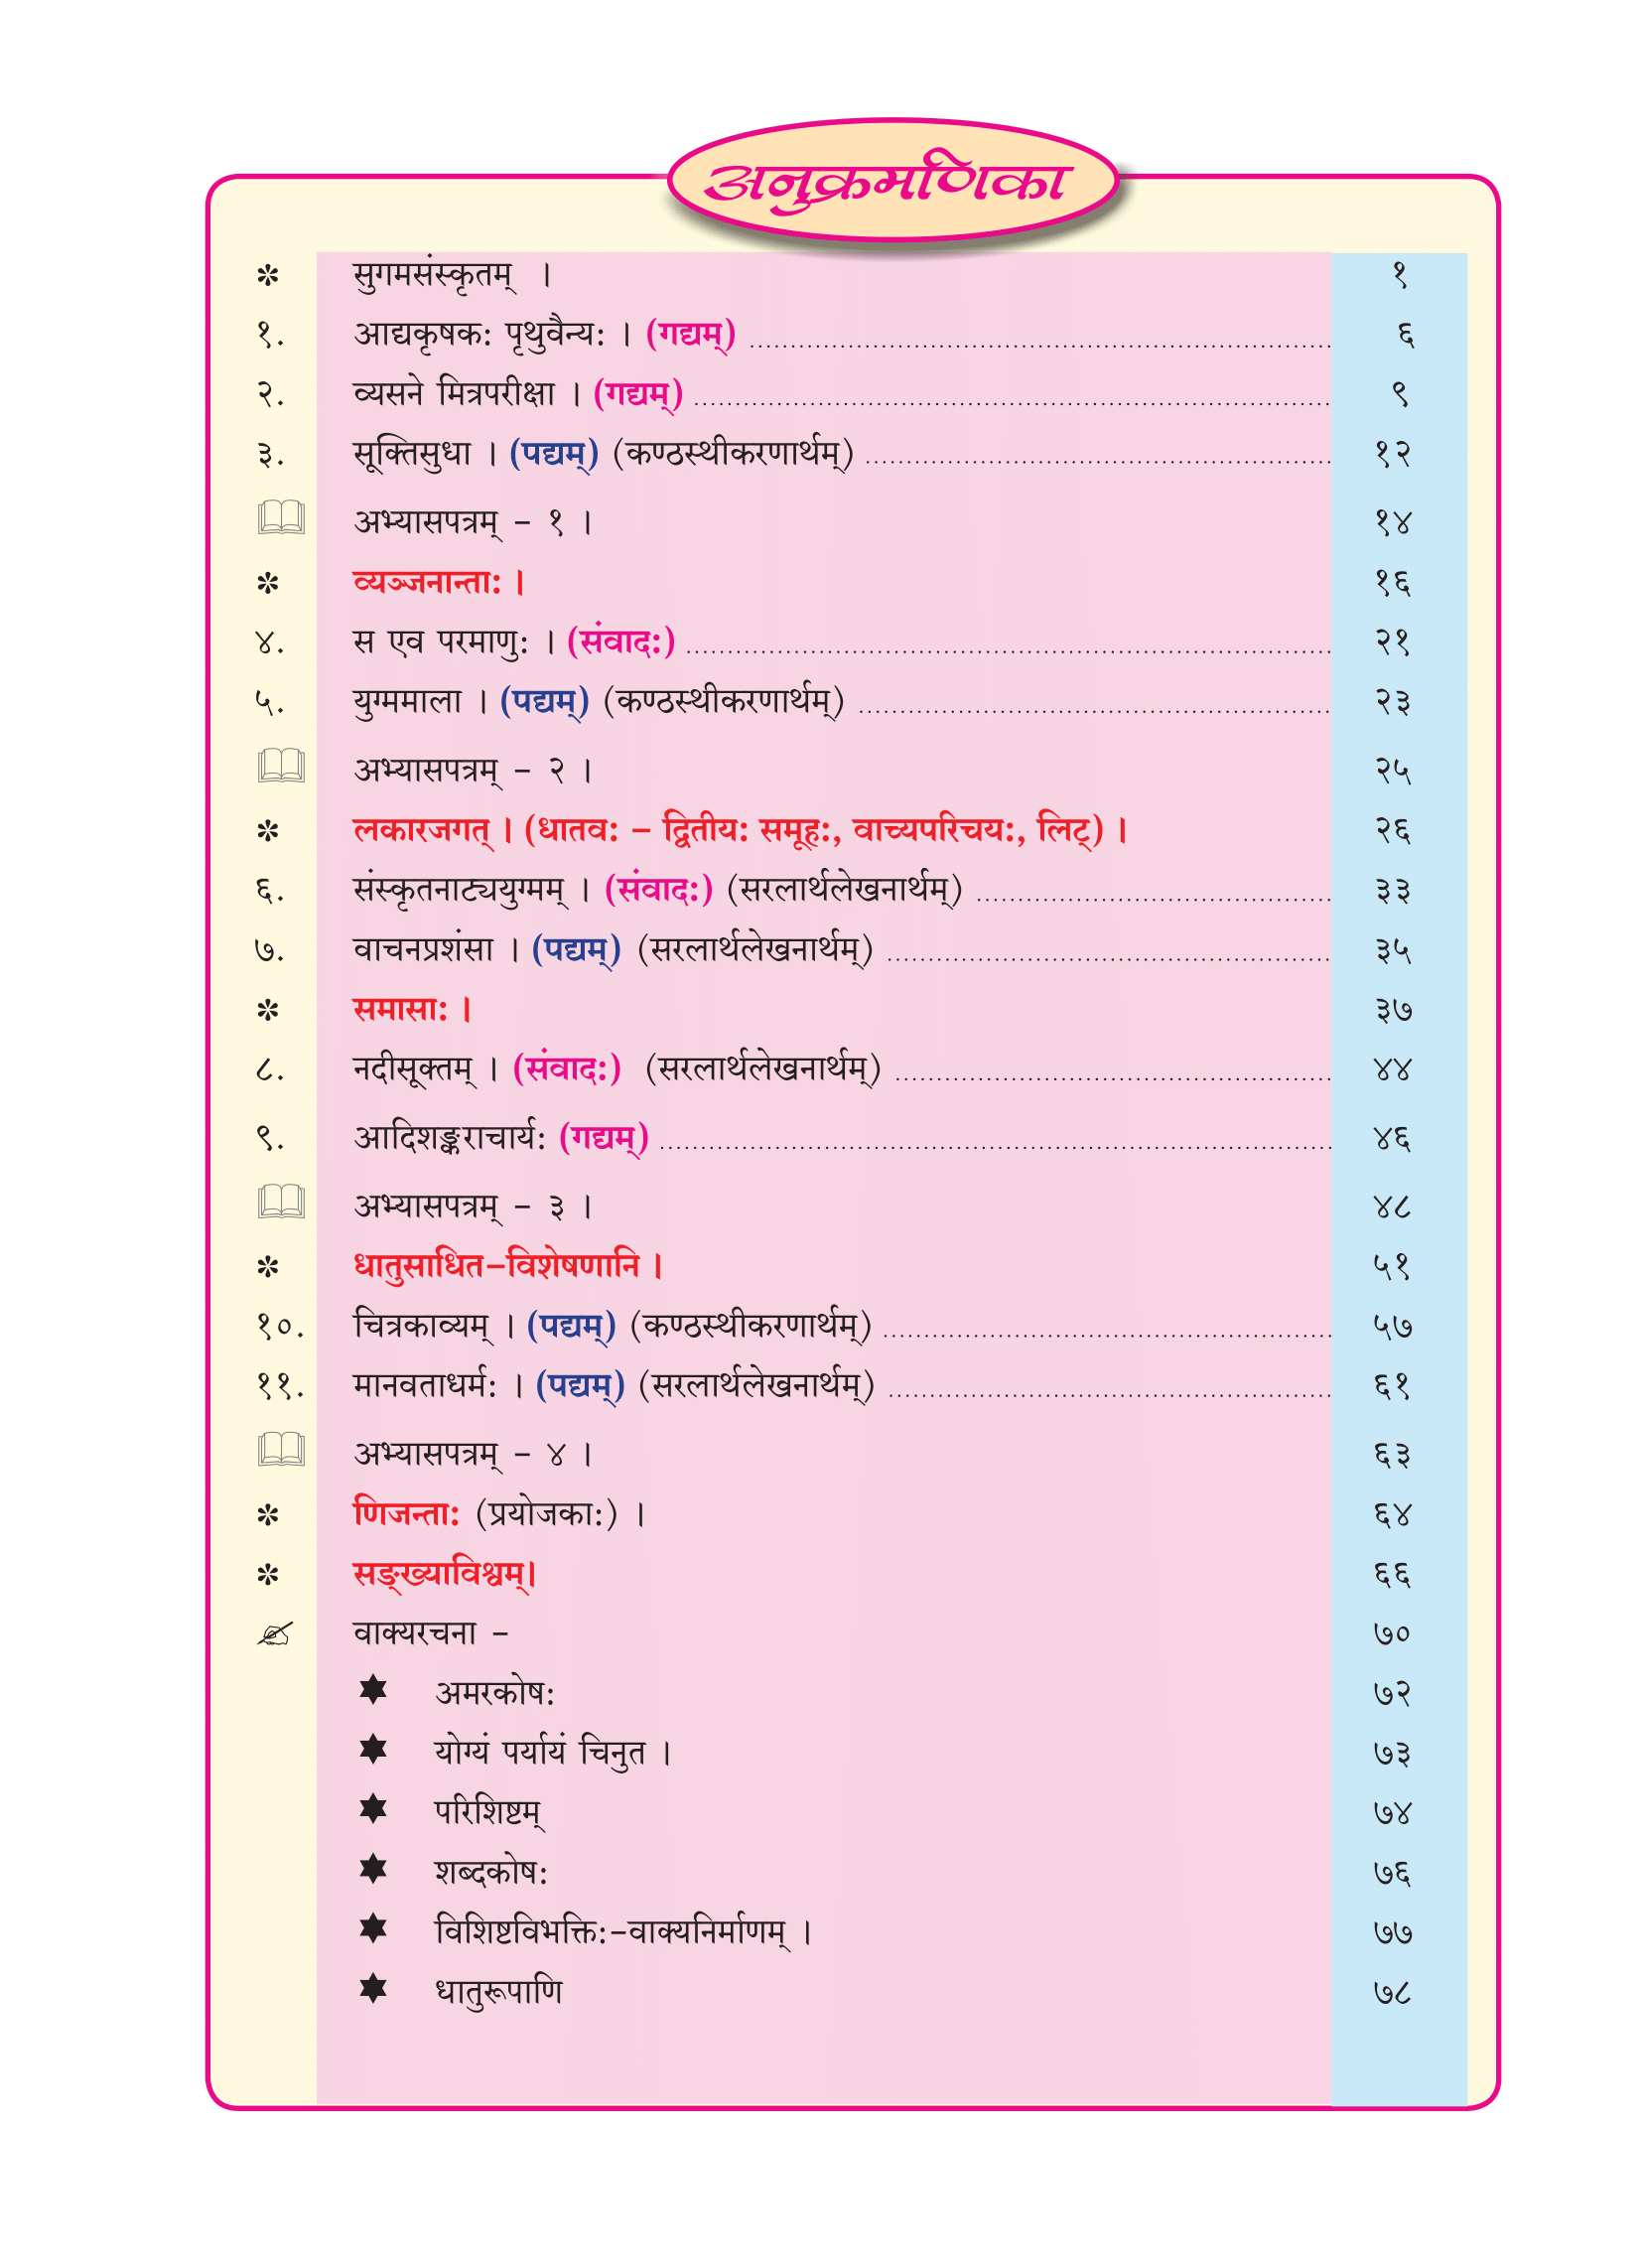 अनुक्रमणिका
✽ सुगमसंस्कृतम् । १
१. आद्यकृषकः पृथुवैन्यः । (गद्यम्) ६
२. व्यसने मित्रपरीक्षा । (गद्यम्) ९
३. सूक्तिसुधा । (पद्यम्) (कण्ठस्थीकरणार्थम्) १२
अभ्यासपत्रम् - १ । १४
✽ व्यञ्जनान्ताः । १६
४. स एव परमाणुः । (संवादः) २१
५. युग्ममाला । (पद्यम्) (कण्ठस्थीकरणार्थम्) २३
अभ्यासपत्रम् - २ । २५
✽ लकारजगत् । (धातवः - द्वितीयः समूहः, वाच्यपरिचयः, लिट्) । २६
६. संस्कृतनाट्ययुग्मम् । (संवादः) (सरलार्थलेखनार्थम्) ३३
७. वाचनप्रशंसा । (पद्यम्) (सरलार्थलेखनार्थम्) ३५
✽ समासाः । ३७
८. नदीसूक्तम् । (संवादः) (सरलार्थलेखनार्थम्) ४४
९. आदिशङ्कराचार्यः (गद्यम्) ४६
अभ्यासपत्रम् - ३ । ४८
✽ धातुसाधित-विशेषणानि । ५१
१०. चित्रकाव्यम् । (पद्यम्) (कण्ठस्थीकरणार्थम्) ५७
११. मानवताधर्मः । (पद्यम्) (सरलार्थलेखनार्थम्) ६१
अभ्यासपत्रम् - ४ । ६३
✽ णिजन्ताः (प्रयोजकाः) । ६४
✽ सङ्ख्याविश्वम्। ६६
वाक्यरचना - ७०
✶ अमरकोषः ७२
✶ योग्यं पर्यायं चिनुत । ७३
✶ परिशिष्टम् ७४
✶ शब्दकोषः ७६
✶ विशिष्टविभक्तिः-वाक्यनिर्माणम् । ७७
✶ धातुरूपाणि ७८